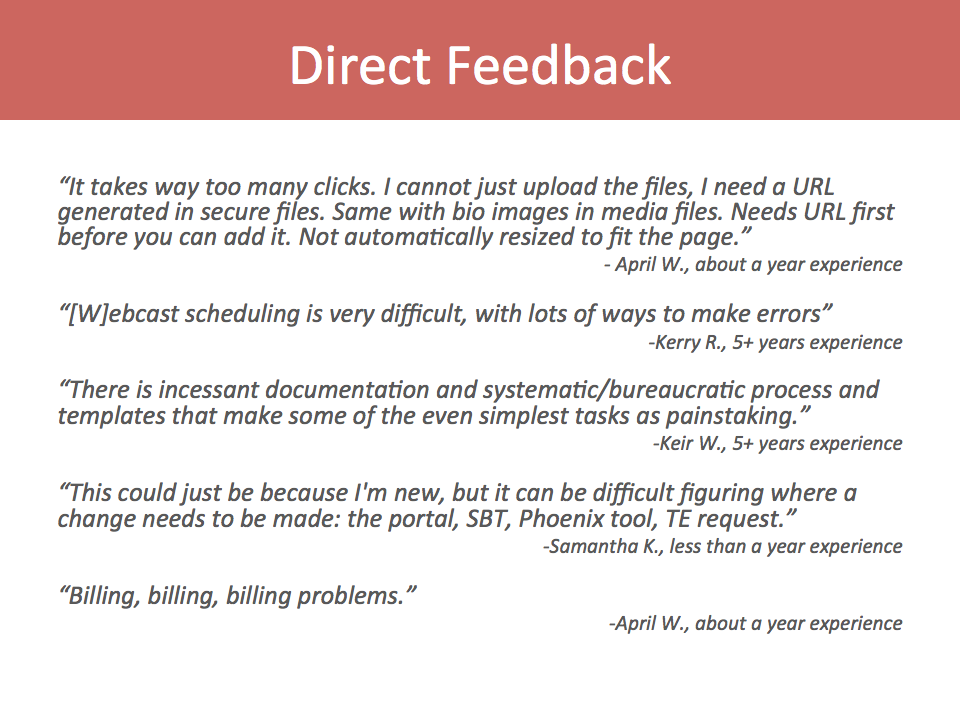 Direct Feedback
“It takes way too many clicks. I cannot just upload the files, I need a URL
generated in secure files. Same with bio images in media files. Needs URL first
before you can add it. Not automatically resized to fit the page.”
- April W., about a year experience
“[W]ebcast scheduling is very difficult, with lots of ways to make errors”
-Kerry R., 5+ years experience
“There is incessant documentation and systematic/bureaucratic process and
templates that make some of the even simplest tasks as painstaking.”
-Keir W., 5+ years experience
“This could just be because I'm new, but it can be difficult figuring where a
change needs to be made: the portal, SBT, Phoenix tool, TE request.”
-Samantha K., less than a year experience
“Billing, billing, billing problems.”
-April W., about a year experience